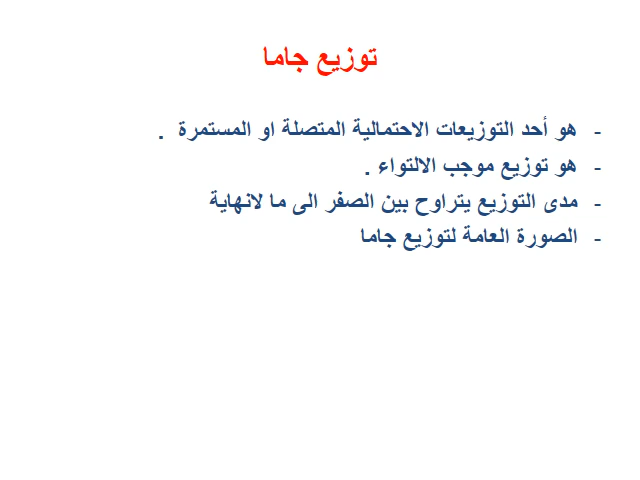 توزيع جاما
- هو أحد التوزيعات الاحتمالية المتصلة او المستمرة .
- هو توزيع موجب الالتواء .
- مدى التوزيع يتراوح بين الصفر الى ما لانهاية
- الصورة العامة لتوزيع جاما